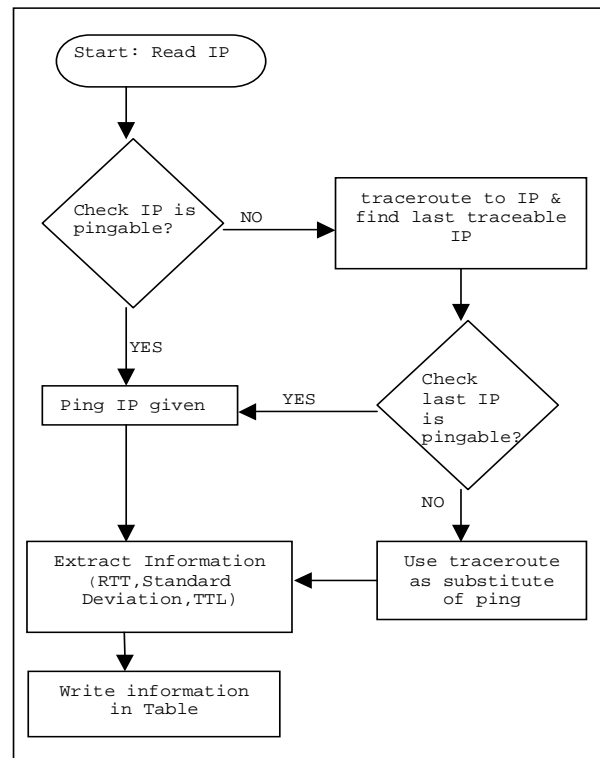 Start: Read IP
Check IP is
pingable?
NO
traceroute to IP &
find last traceable
IP
YES
Ping IP given
YES
Check
last IP
is
pingable?
NO
Extract Information
(RTT,Standard
Deviation,TTL)
Use traceroute
as substitute
of ping
Write information
in Table